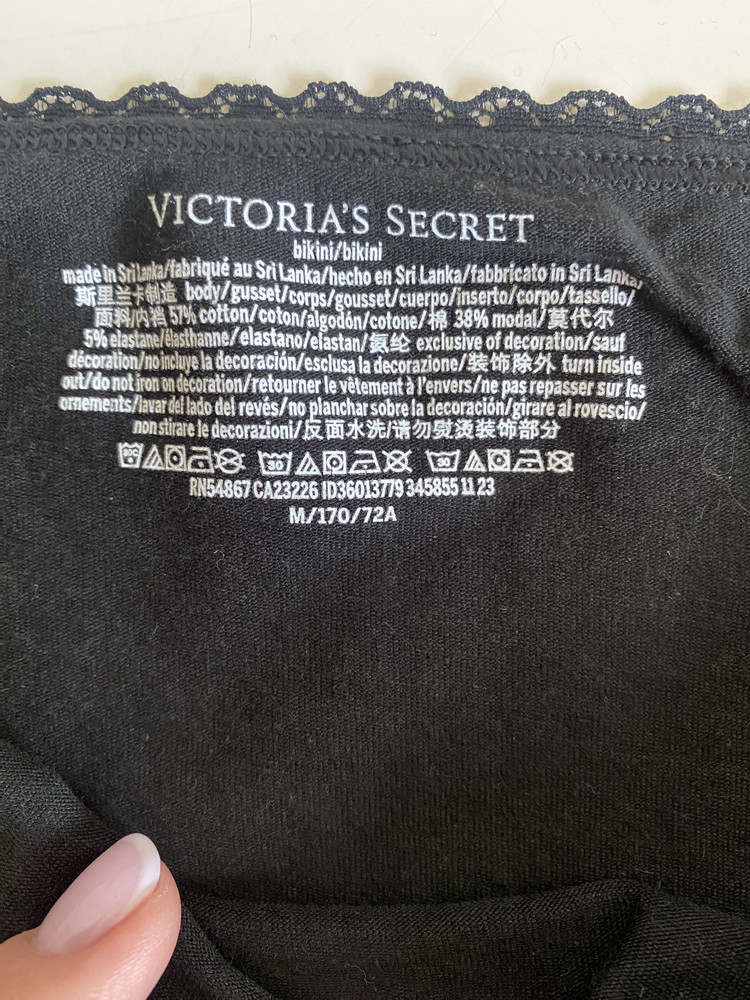 VICTORIA'S SECRET
bikini/bikini
made in Sri Lanka/fabriqué au Sri Lanka/hecho en Sri Lanka/fabbricato in Sri Lanka/
斯里兰卡制造 body/gusset/corps/gousset/cuerpo/inserto/corpo/tassello/
面料/内裆 57% cotton/coton/algodón/cotone/棉 38% modal/莫代尔
5% elastane/élasthanne/elastano/elastan/氨纶 exclusive of decoration/sauf
décoration/no incluye la decoración/esclusa la decorazione/装饰除外 turn inside
out/do not iron on decoration/retourner le vêtement à l'envers/ne pas repasser sur les
ornements/lavar del lado del revés/no planchar sobre la decoración/girare al rovescio/
non stirare le decorazioni/反面水洗/请勿熨烫装饰部分
30C 30 30
RN54867 CA23226 ID36013779 345855 11 23
M/170/72A